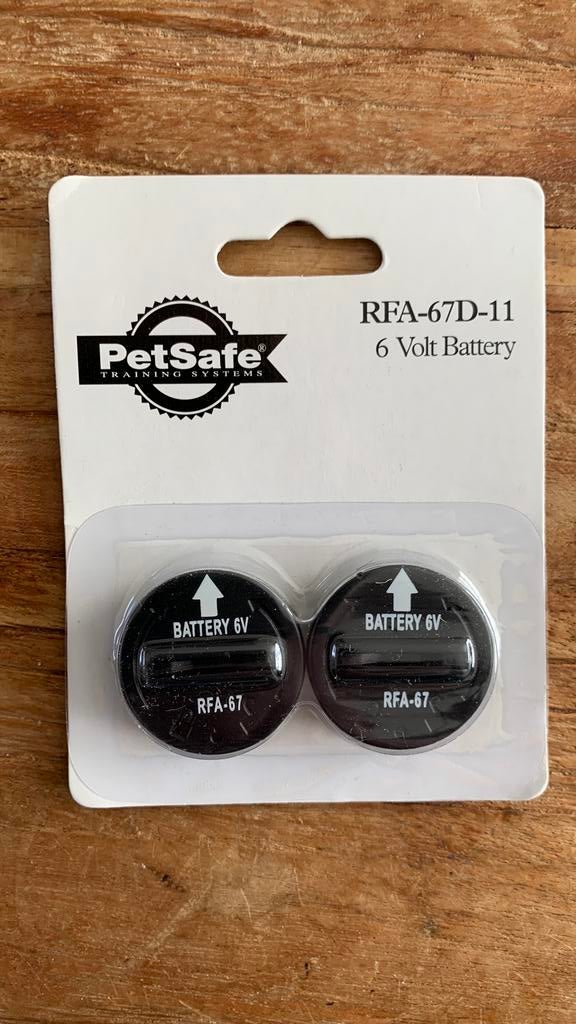 RFA-67D-11
6 Volt Battery
PetSafe®
TRAINING SYSTEMS
BATTERY 6V
RFA-67
BATTERY 6V
RFA-67